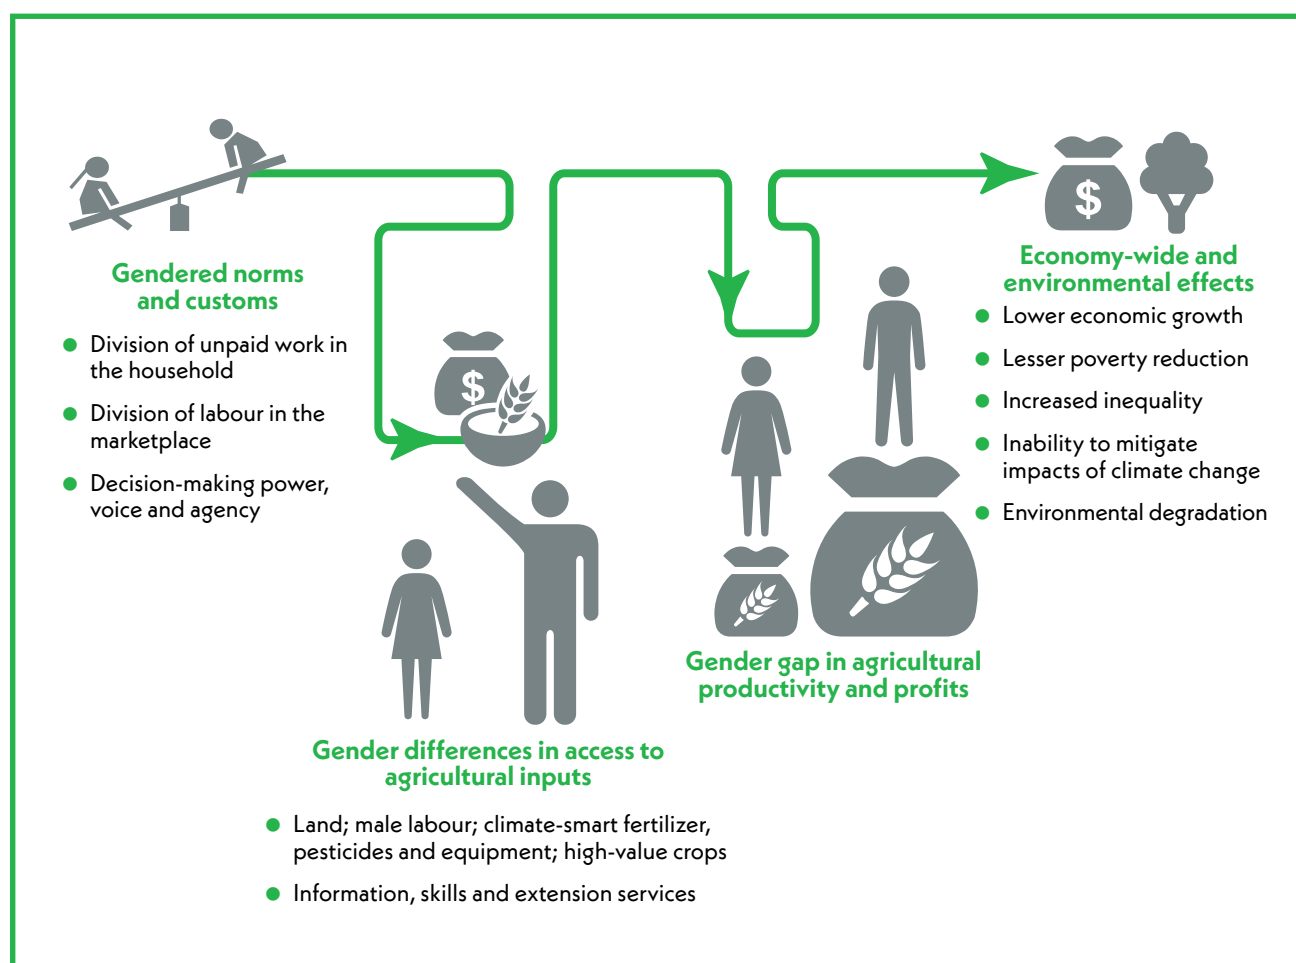 $
Gendered norms
and customs
Division of unpaid work in
the household
Division of labour in the
marketplace
Decision-making power,
voice and agency
$
Gender differences in access to
agricultural inputs
Land; male labour; climate-smart fertilizer,
pesticides and equipment; high-value crops
Information, skills and extension services
Gender gap in agricultural
productivity and profits
Economy-wide and
environmental effects
Lower economic growth
Lesser poverty reduction
Increased inequality
Inability to mitigate
impacts of climate change
Environmental degradation